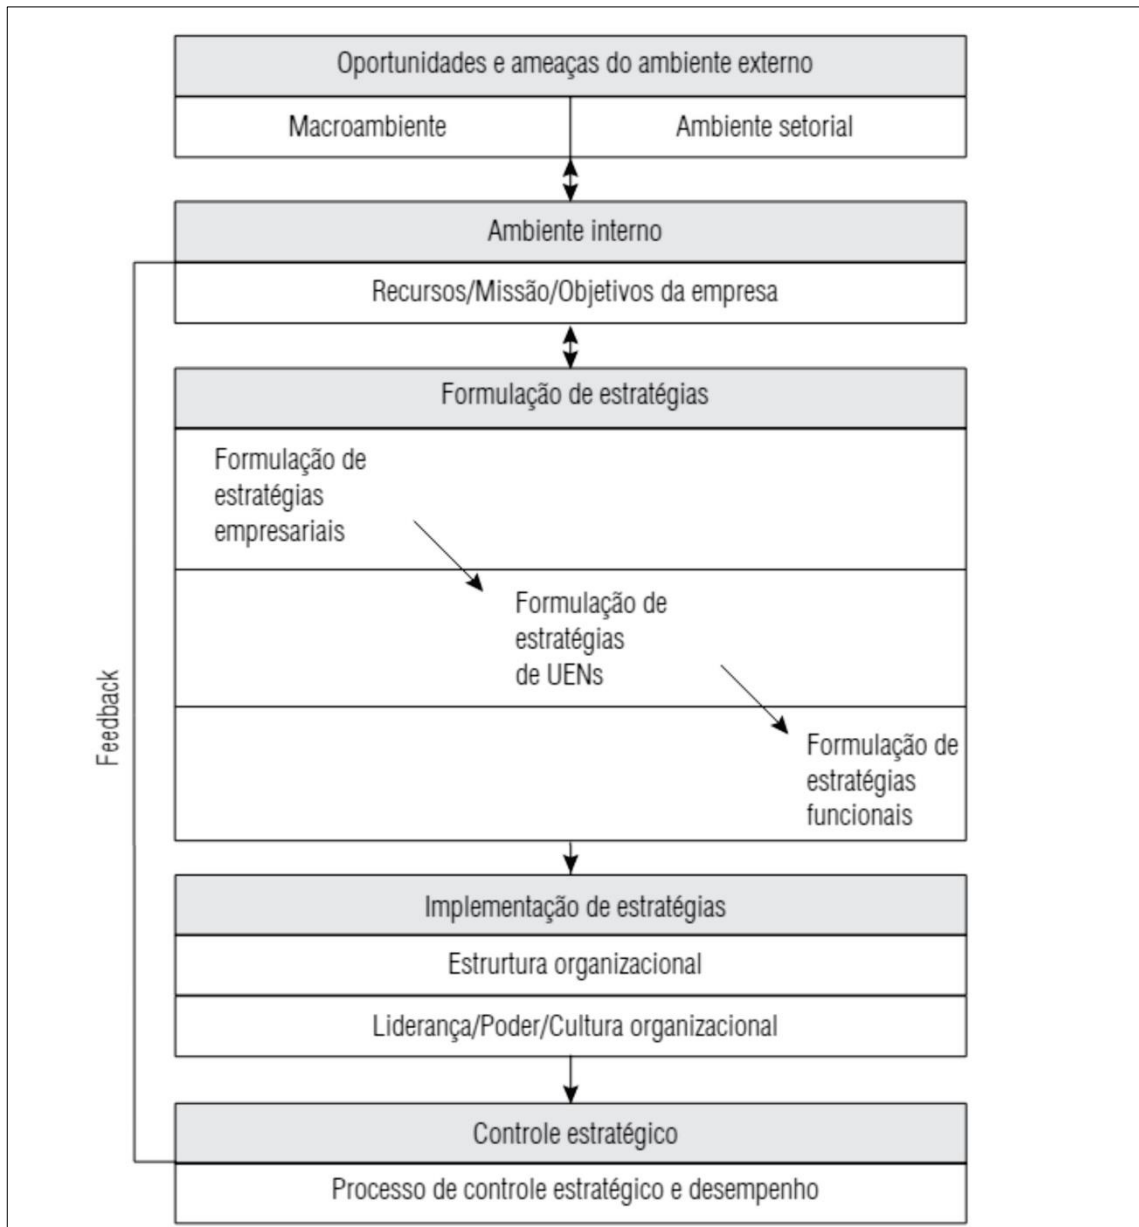 Oportunidades e ameaças do ambiente externo
Macroambiente
Ambiente setorial
Ambiente interno
Recursos/Missão/Objetivos da empresa
Formulação de estratégias
Formulação de
estratégias
empresariais
Formulação de
estratégias
de UENs
Formulação de
estratégias
funcionais
Feedback
Implementação de estratégias
Estrurtura organizacional
Liderança/Poder/Cultura organizacional
Controle estratégico
Processo de controle estratégico e desempenho